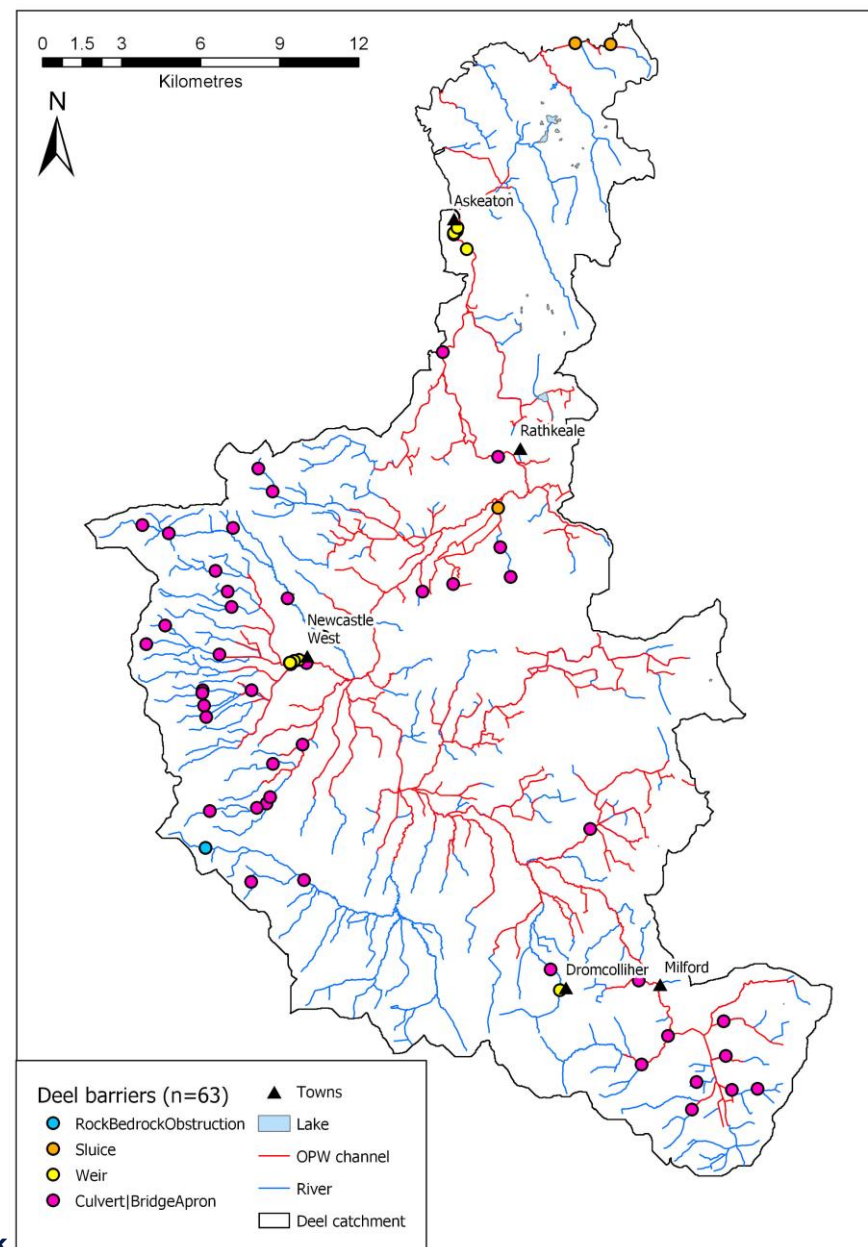 0 1.5 3 6 9 12
Kilometres
N
Askeaton
Rathkeale
Newcastle
West
Dromcolliher
Milford
Deel barriers (n=63)
RockBedrockObstruction
Sluice
Weir
Culvert|BridgeApron
Towns
Lake
OPW channel
River
Deel catchment